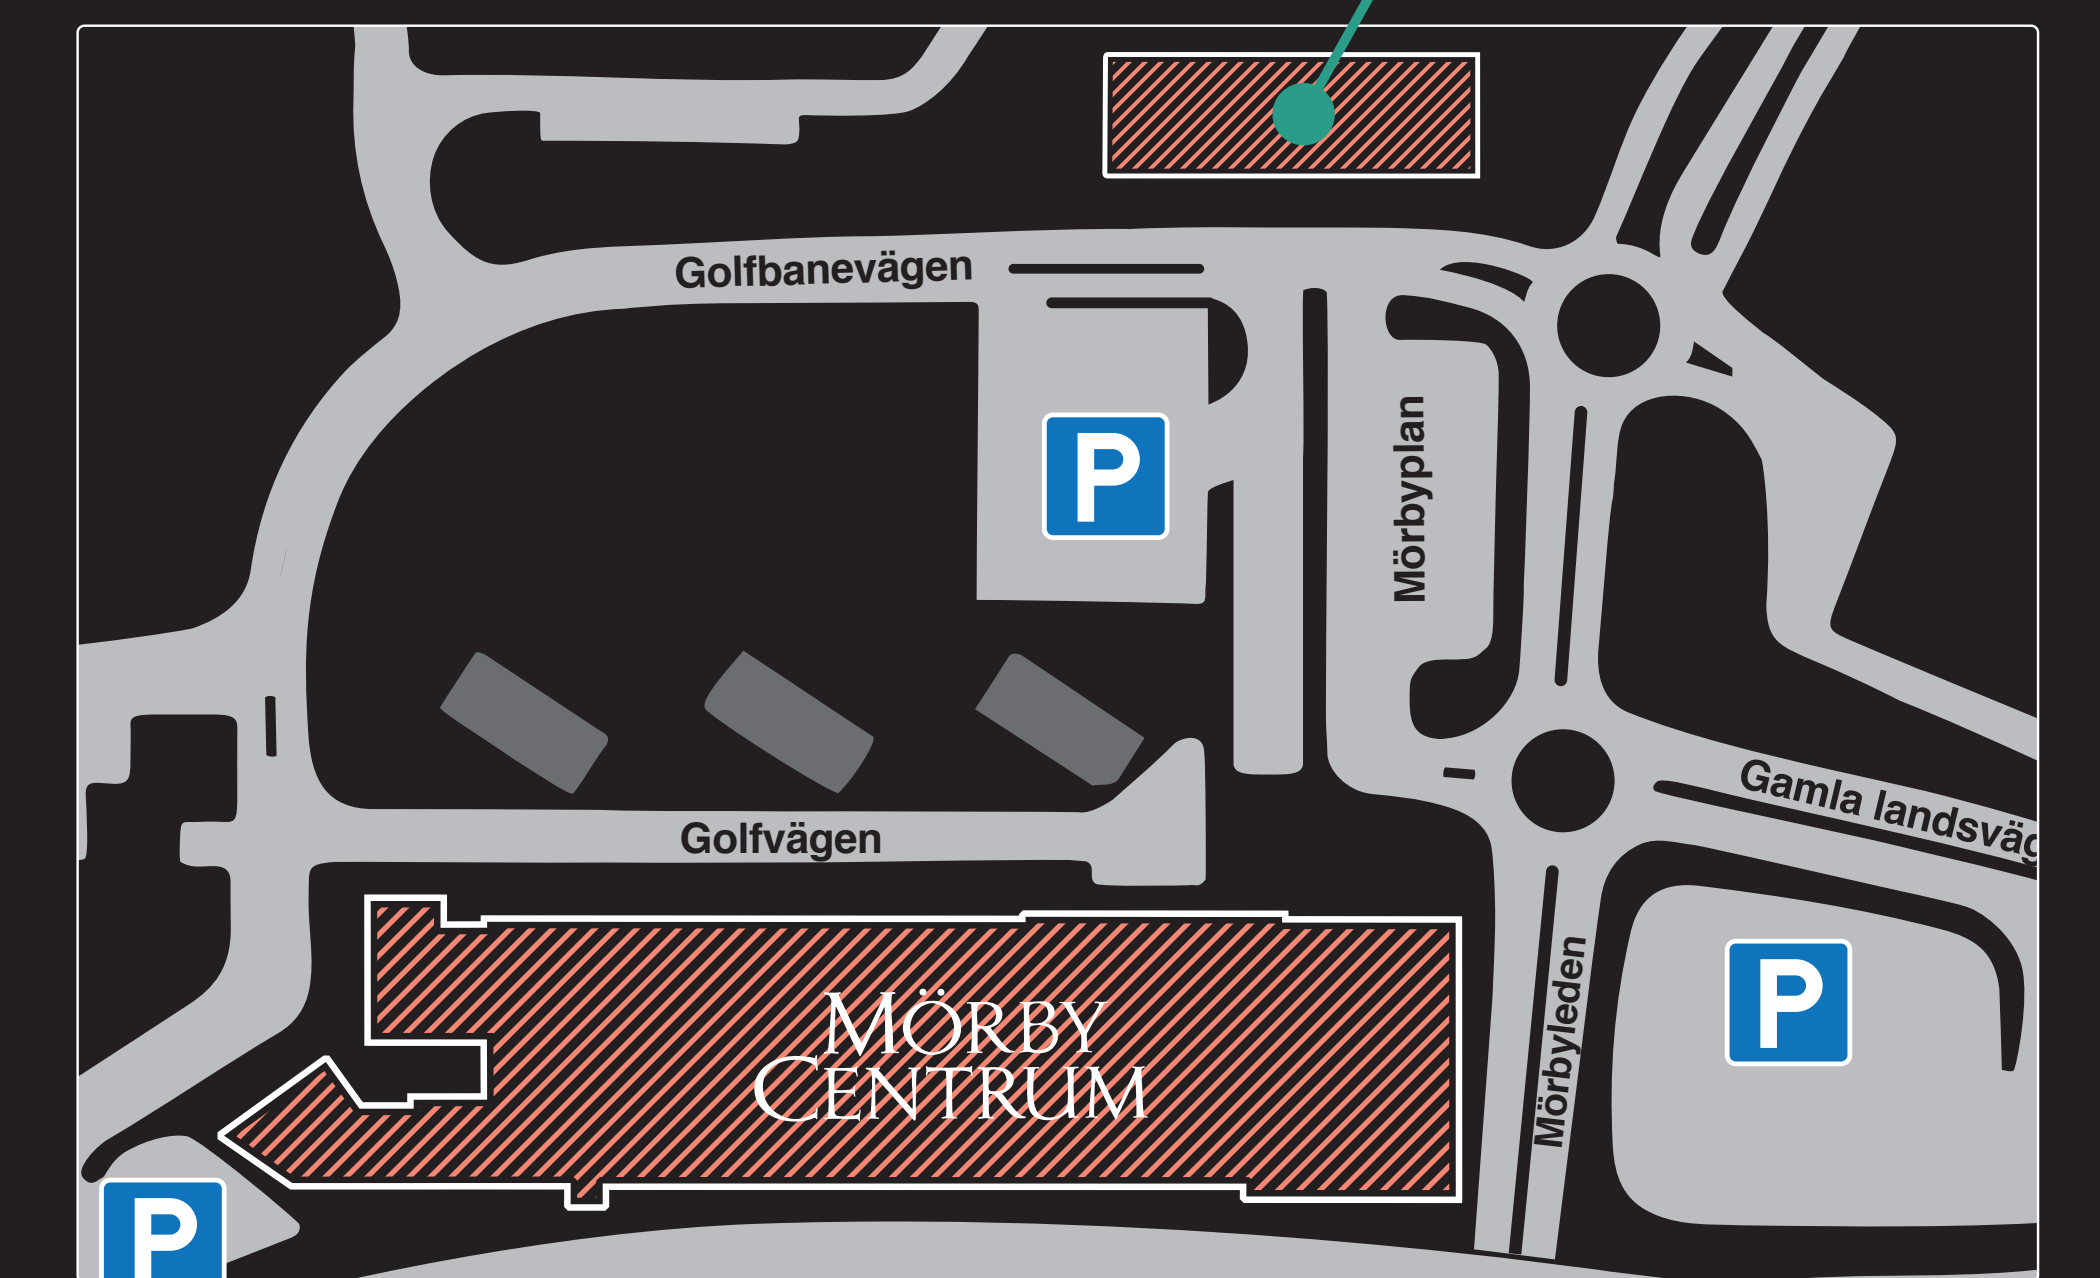 Golfbanevägen
P
Mörbyplan
Gamla landsväg
Golfvägen
MÖRBY
CENTRUM
Mörbyleden
P
P